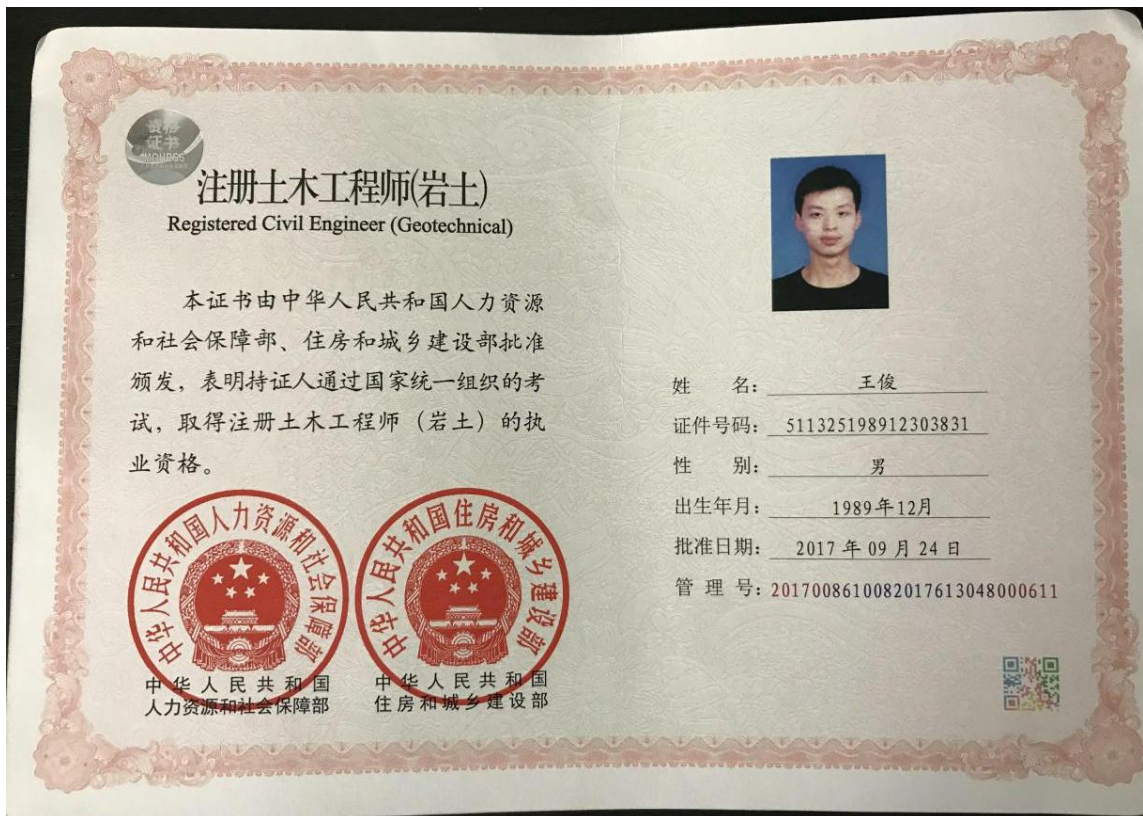 资格
证书
MOHRSS
注册土木工程师(岩土)
Registered Civil Engineer (Geotechnical)
本证书由中华人民共和国人力资源
和社会保障部、住房和城乡建设部批准
颁发，表明持证人通过国家统一组织的考
试，取得注册土木工程师（岩土）的执
业资格。
中华人民共和国人力资源和社会保障部
中华人民共和国住房和城乡建设部
中华人民共和国
人力资源和社会保障部
中华人民共和国
住房和城乡建设部
姓 名： 王俊
证件号码： 511325198912303831
性 别： 男
出生年月： 1989年12月
批准日期： 2017 年 09 月 24 日
管 理 号：2017008610082017613048000611